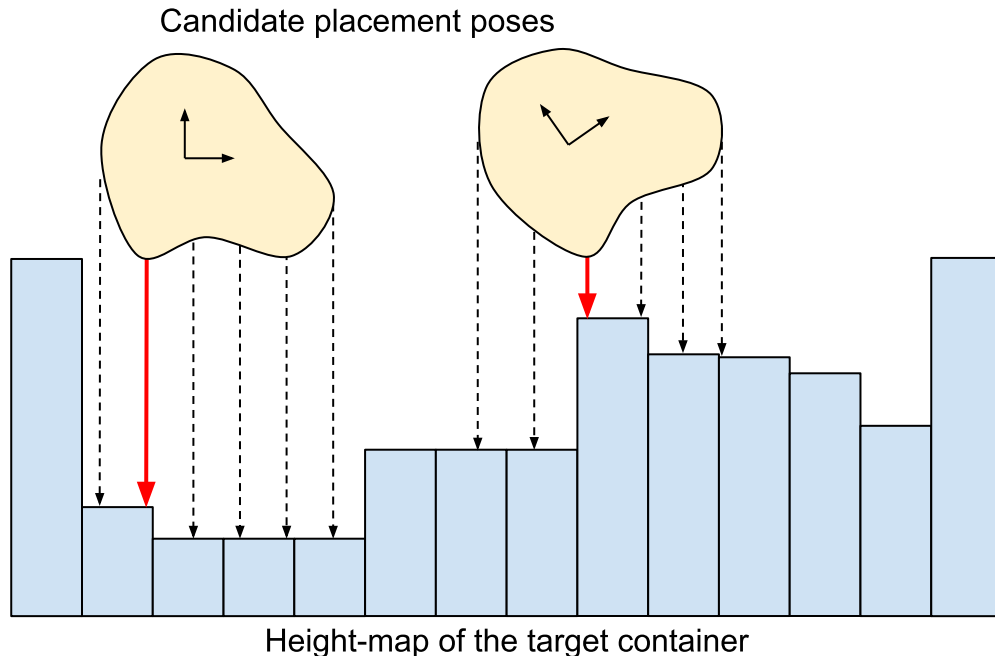 Candidate placement poses
Height-map of the target container